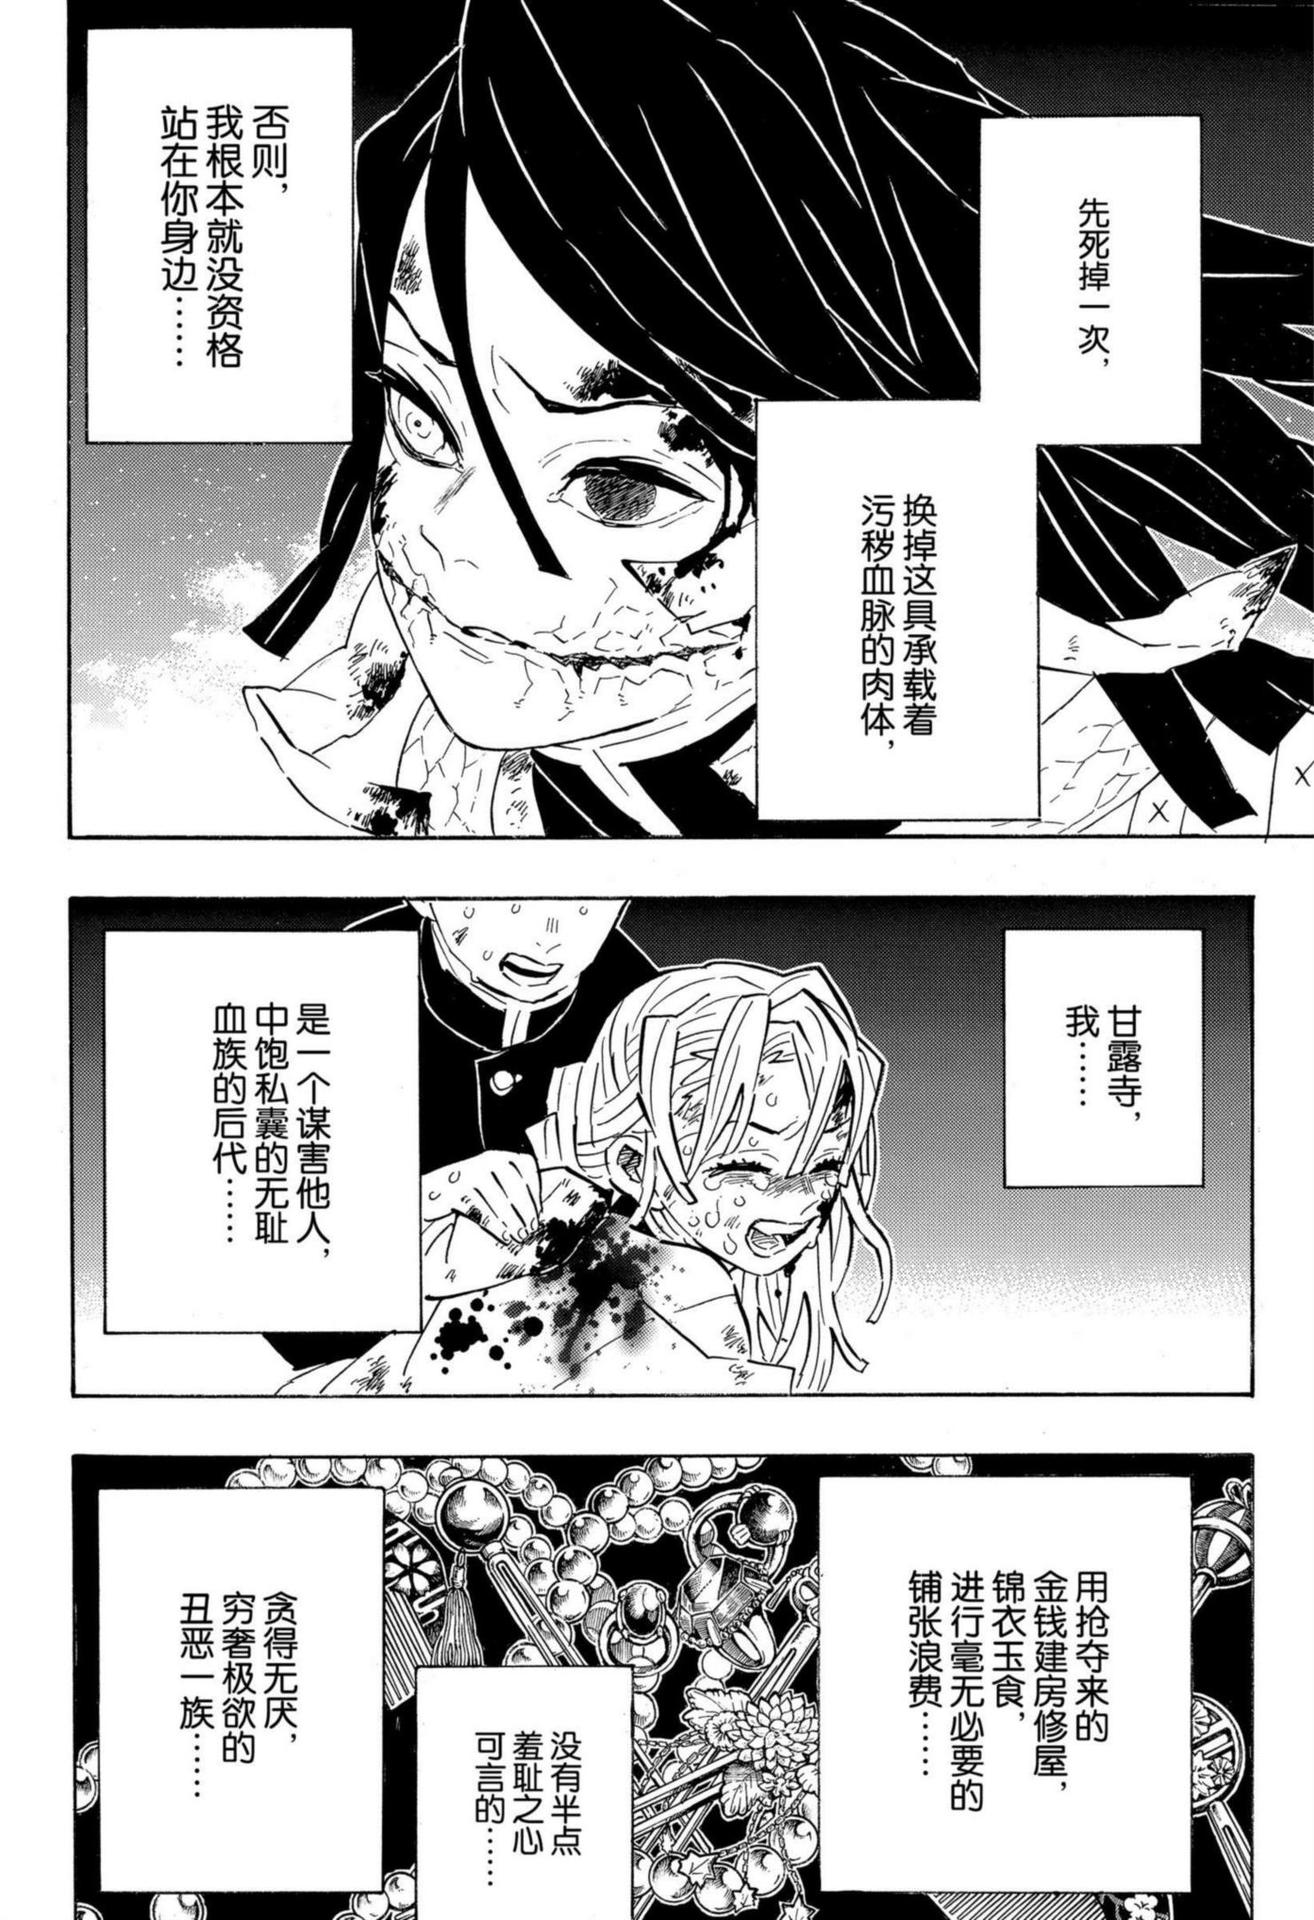 先死掉一次，
换掉这具承载着
污秽血脉的肉体，
否则，
我根本就没资格
站在你身边……
甘露寺，
我……
是一个谋害他人，
中饱私囊的无耻
血族的后代……
用抢夺来的
金钱建房修屋，
锦衣玉食，
进行毫无必要的
铺张浪费……
没有半点
羞耻之心
可言的……
贪得无厌，
穷奢极欲的
丑恶一族……